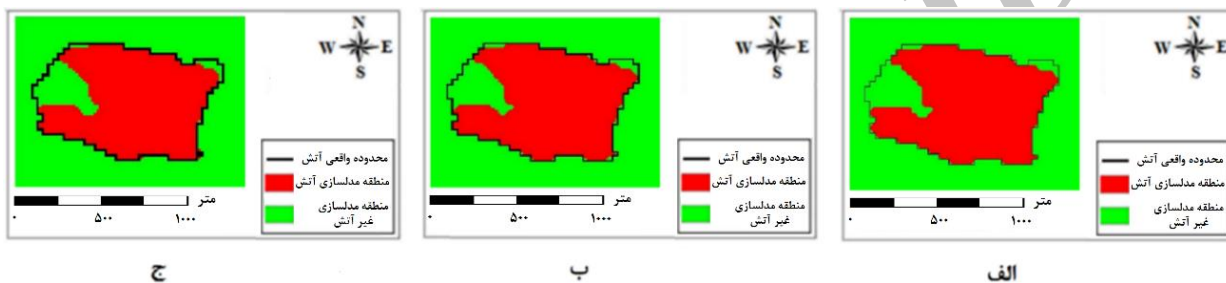 N
W E
S
محدوده واقعی آتش
منطقه مدلسازی آتش
منطقه مدلسازی
غیر آتش
متر
۰ ۵۰۰ ۱۰۰۰
الف
N
W E
S
محدوده واقعی آتش
منطقه مدلسازی آتش
منطقه مدلسازی
غیر آتش
متر
۰ ۵۰۰ ۱۰۰۰
ب
N
W E
S
محدوده واقعی آتش
منطقه مدلسازی آتش
منطقه مدلسازی
غیر آتش
متر
۰ ۵۰۰ ۱۰۰۰
ج